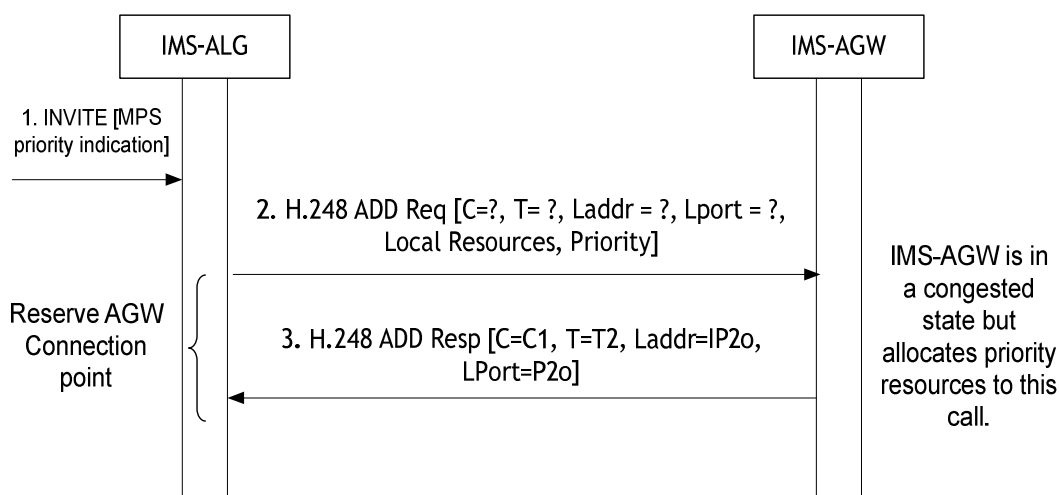 IMS-ALG
IMS-AGW
1. INVITE [MPS
priority indication]
2. H.248 ADD Req [C=?, T= ?, Laddr = ?, Lport = ?,
Local Resources, Priority]
IMS-AGW is in
a congested
state but
allocates priority
resources to this
call.
Reserve AGW
Connection
point
3. H.248 ADD Resp [C=C1, T=T2, Laddr=IP2o,
LPort=P2o]